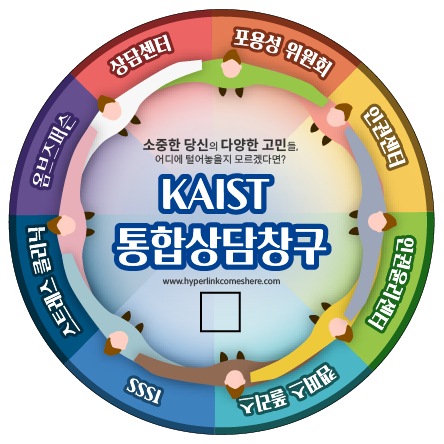 상담센터
포용성 위원회
인권센터
인권윤리센터
캠퍼스 폴리스
ISSS
스트레스 클리닉
옴부즈퍼슨
소중한 당신의 다양한 고민들,
어디에 털어놓을지 모르겠다면?
KAIST
통합상담창구
www.hyperlinkcomeshere.com